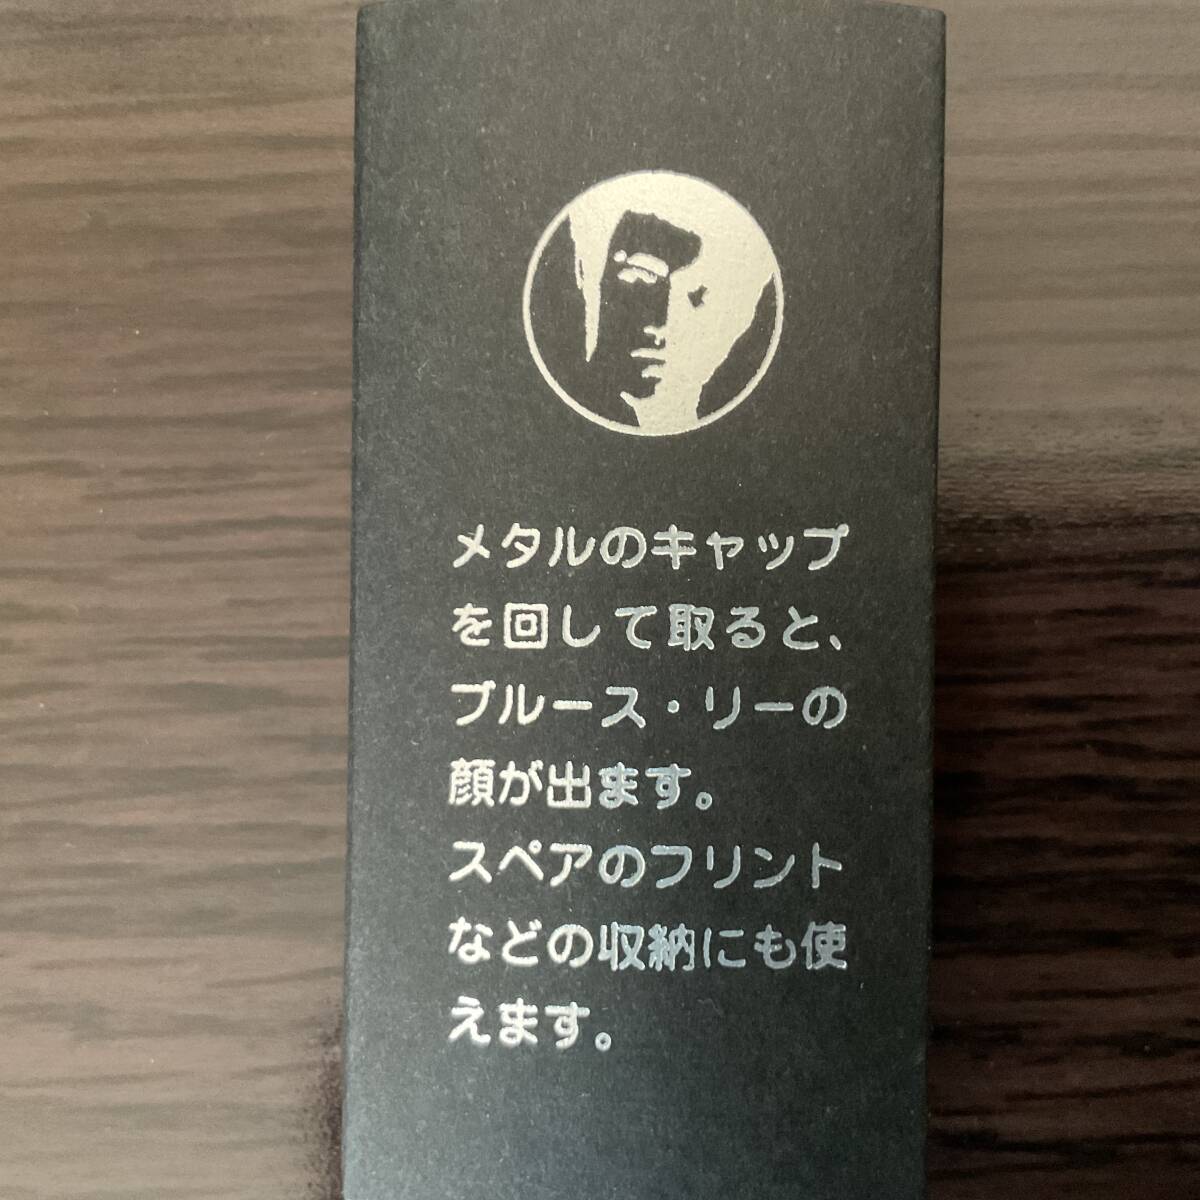 メタルのキャップ
を回して取ると、
ブルース・リーの
顔が出ます。
スペアのフリント
などの収納にも使
えます。